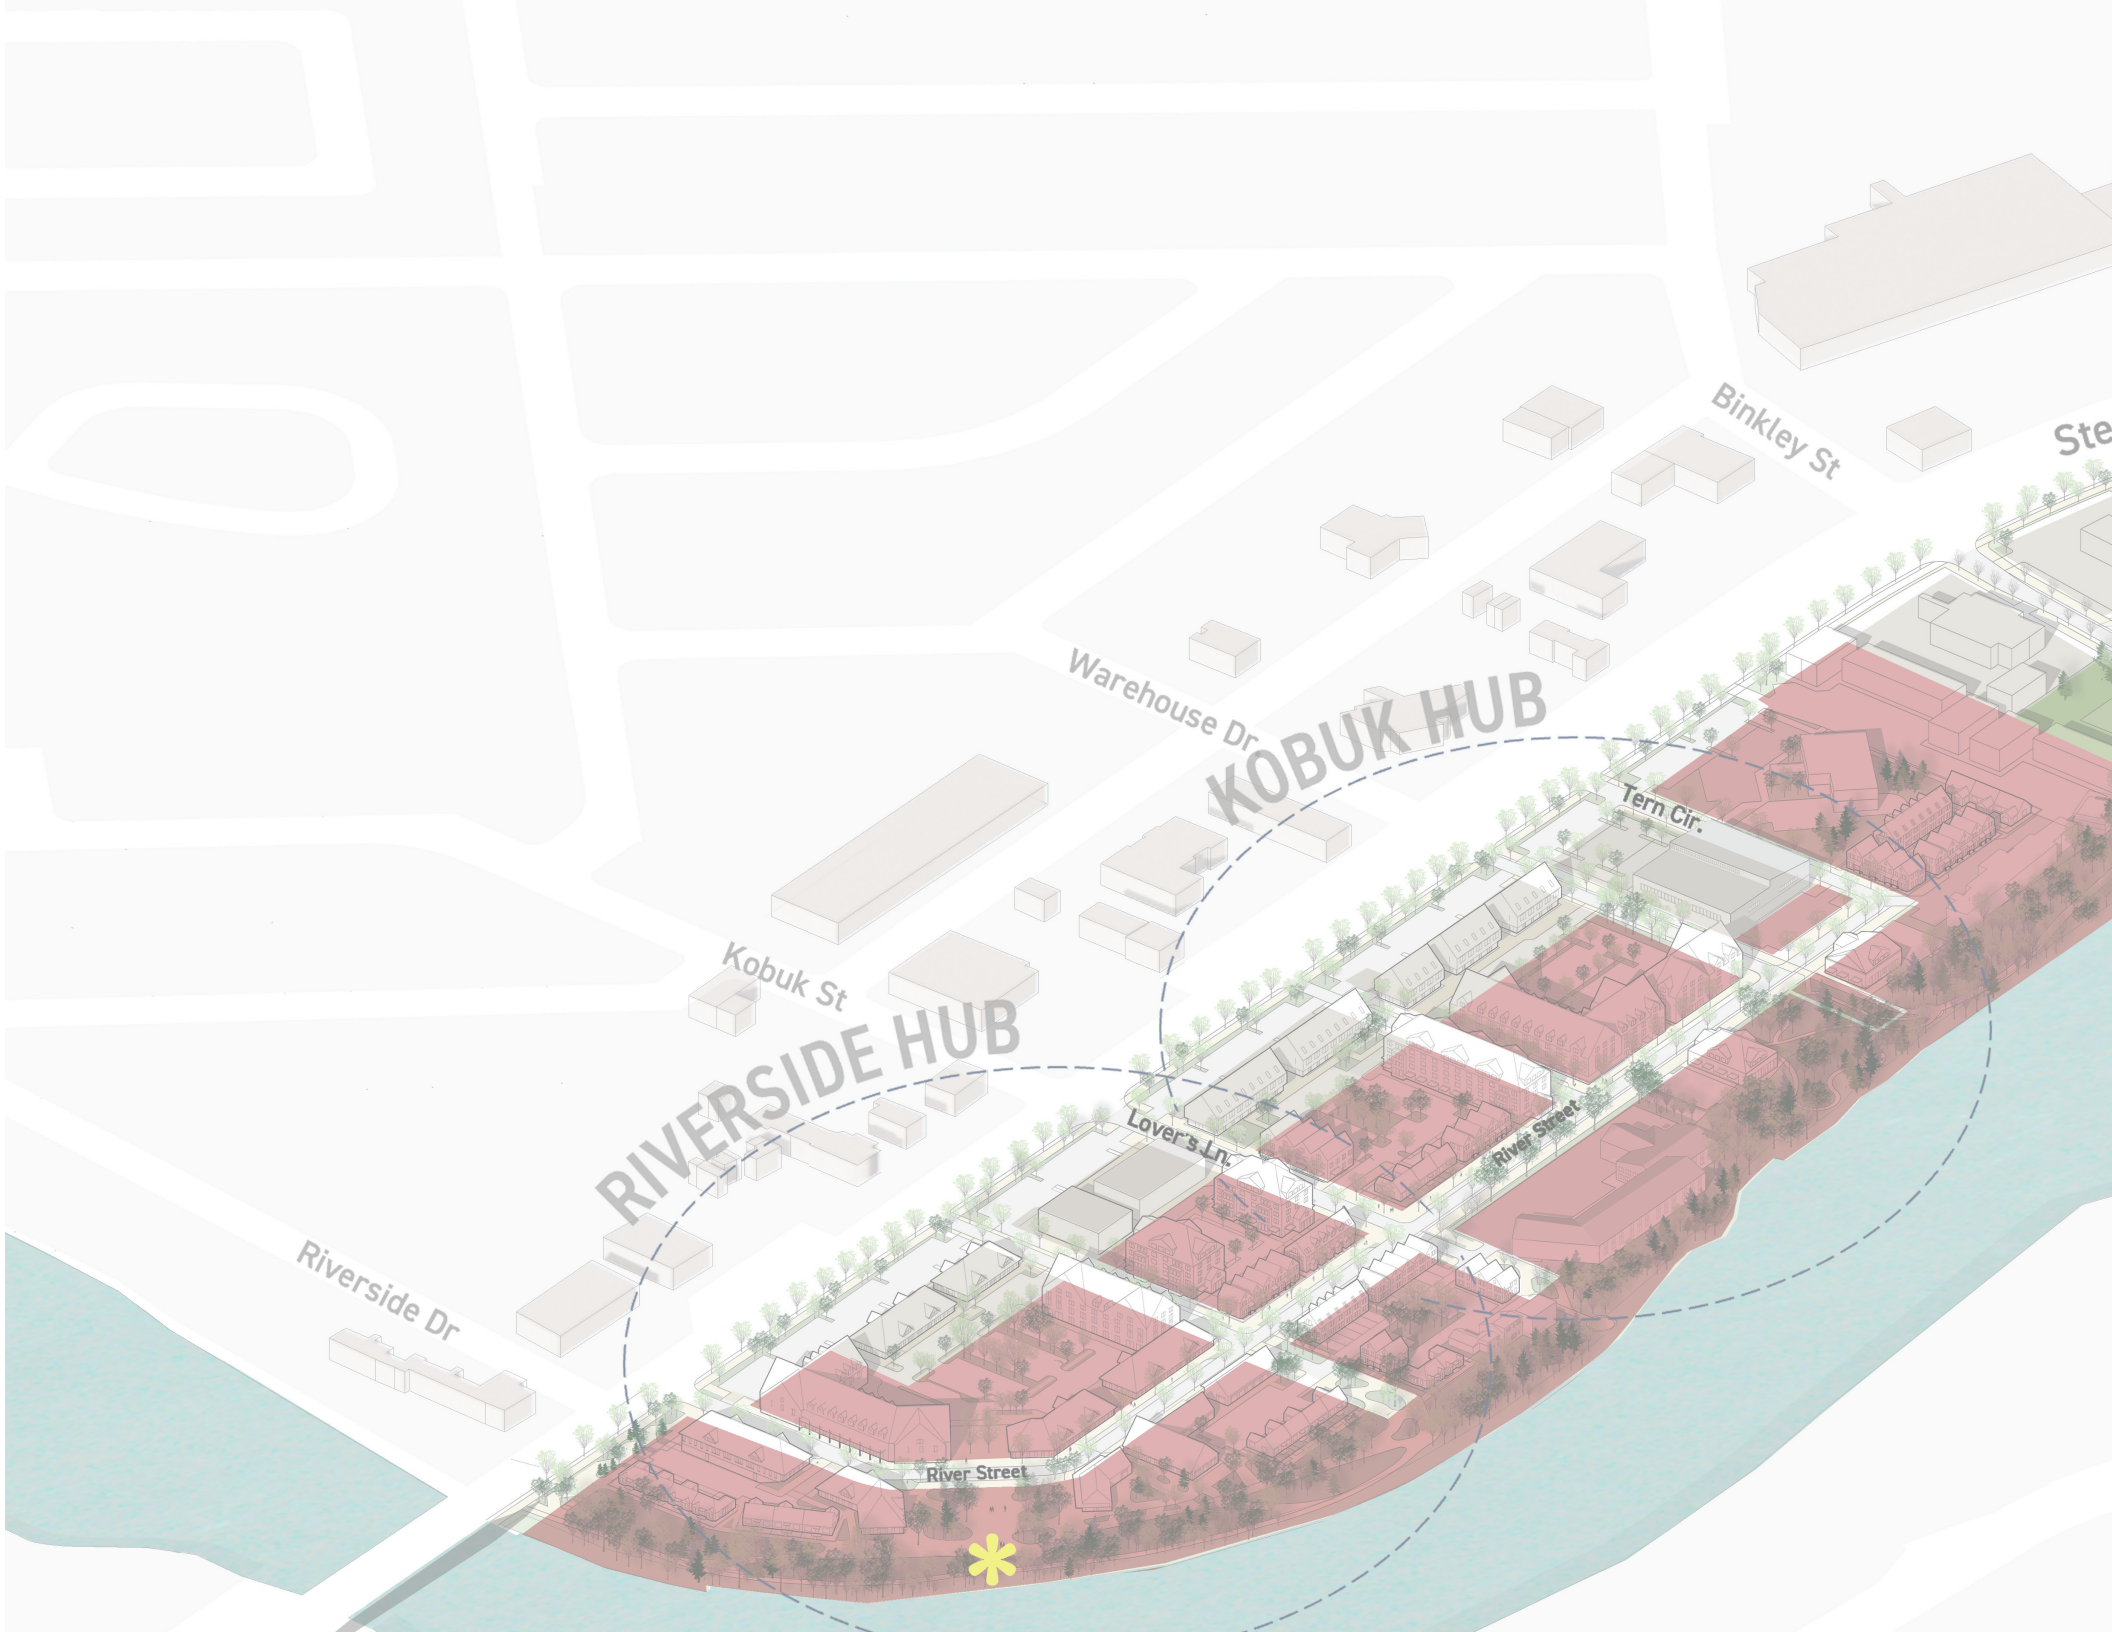 Binkley St
Ste
Warehouse Dr
KOBUK HUB
Tern Cir.
Kobuk St
RIVERSIDE HUB
Lover's Ln.
River Street
Riverside Dr
River Street